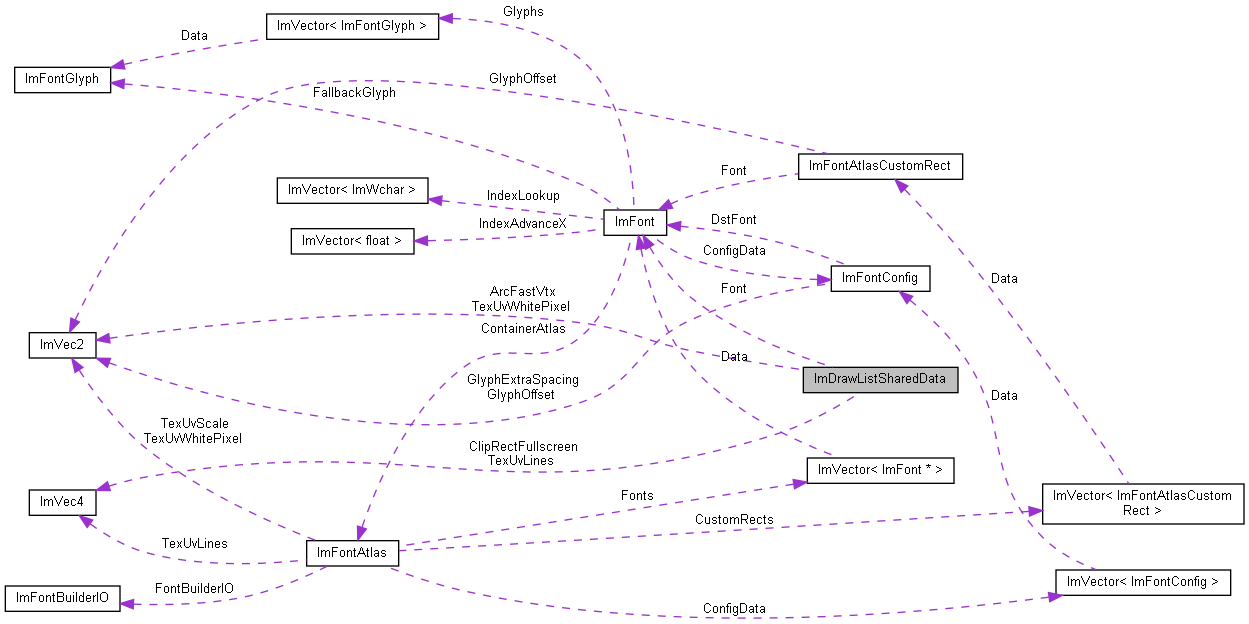 Glyphs
ImVector< ImFontGlyph >
Data
ImFontGlyph
GlyphOffset
FallbackGlyph
ImFontAtlasCustomRect
Font
ImVector< ImWchar >
IndexLookup
ImFont
DstFont
IndexAdvanceX
ImVector< float >
ConfigData
ImFontConfig
Data
ArcFastVtx
TexUvWhitePixel
Font
ContainerAtlas
ImVec2
Data
ImDrawListSharedData
GlyphExtraSpacing
GlyphOffset
Data
TexUvScale
TexUvWhitePixel
ClipRectFullscreen
TexUvLines
ImVector< ImFont * >
ImVec4
Fonts
ImVector< ImFontAtlasCustom
Rect >
CustomRects
TexUvLines
ImFontAtlas
ImVector< ImFontConfig >
FontBuilderIO
ImFontBuilderIO
ConfigData